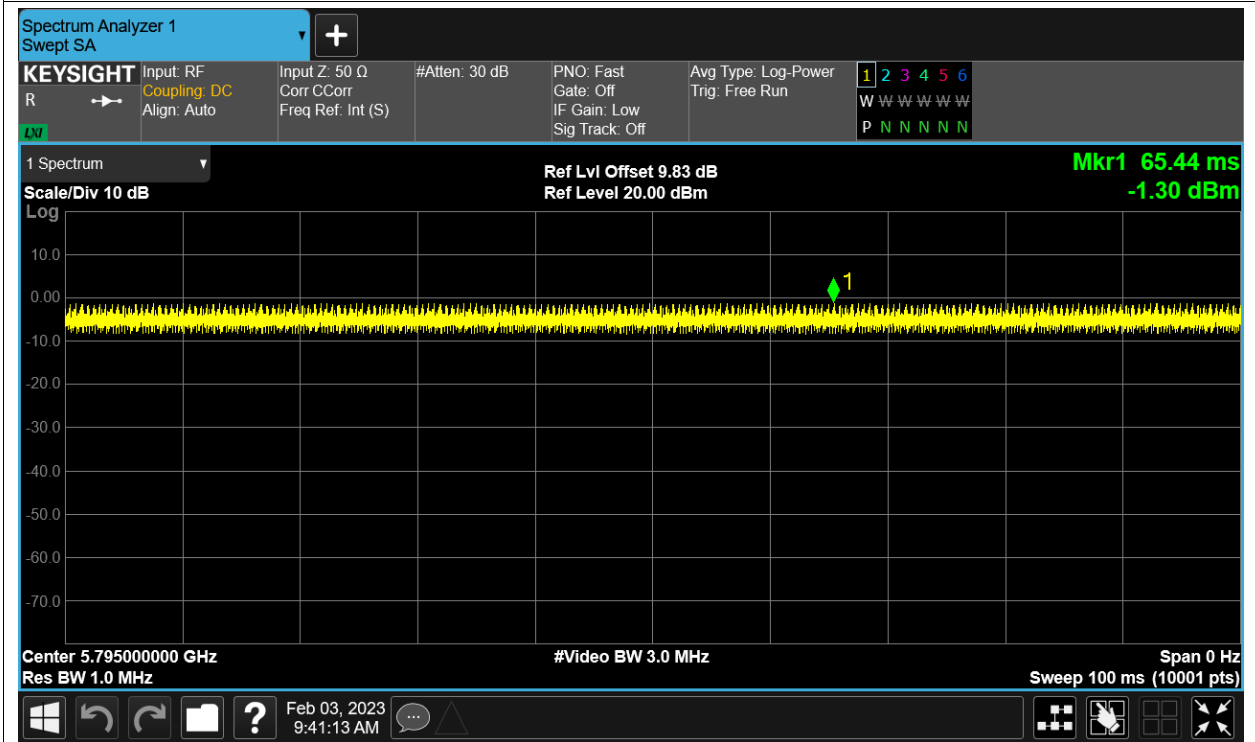 Spectrum Analyzer 1
Swept SA
+
KEYSIGHT Input: RF Input Z: 50 Ω #Atten: 30 dB PNO: Fast Avg Type: Log-Power 1 2 3 4 5 6
R Coupling: DC Corr CCorr Gate: Off Trig: Free Run W W W W W W
Align: Auto Freq Ref: Int (S) IF Gain: Low
LXI Sig Track: Off P N N N N N
1 Spectrum Ref Lvl Offset 9.83 dB Mkr1 65.44 ms
Scale/Div 10 dB Ref Level 20.00 dBm -1.30 dBm
Log
10.0
1
0.00
-10.0
-20.0
-30.0
-40.0
-50.0
-60.0
-70.0
Center 5.795000000 GHz #Video BW 3.0 MHz Span 0 Hz
Res BW 1.0 MHz Sweep 100 ms (10001 pts)
? Feb 03, 2023
9:41:13 AM